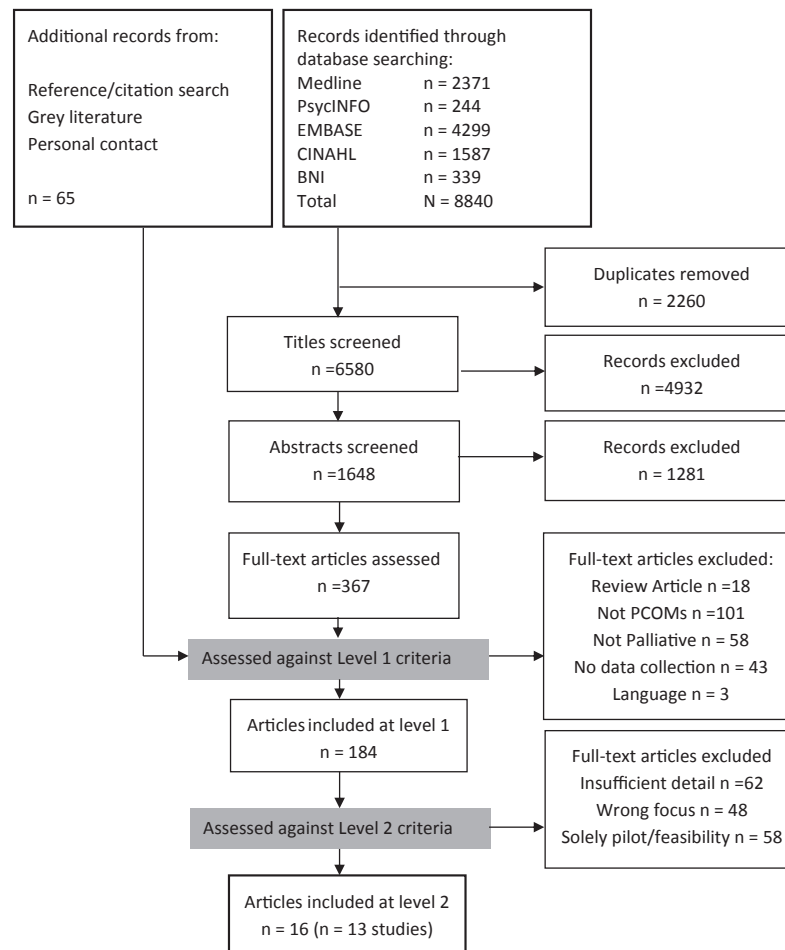 Additional records from:
Reference/citation search
Grey literature
Personal contact
n = 65
Records identified through
database searching:
Medline n = 2371
PsycINFO n = 244
EMBASE n = 4299
CINAHL n = 1587
BNI n = 339
Total N = 8840
Duplicates removed
n = 2260
Titles screened
n =6580
Records excluded
n =4932
Abstracts screened
n =1648
Records excluded
n =1281
Full-text articles assessed
n =367
Full-text articles excluded:
Review Article n =18
Not PCOMs n =101
Not Palliative n = 58
No data collection n = 43
Language n = 3
Assessed against Level 1 criteria
Articles included at level 1
n = 184
Full-text articles excluded
Insufficient detail n =62
Wrong focus n = 48
Solely pilot/feasibility n = 58
Assessed against Level 2 criteria
Articles included at level 2
n = 16 (n = 13 studies)